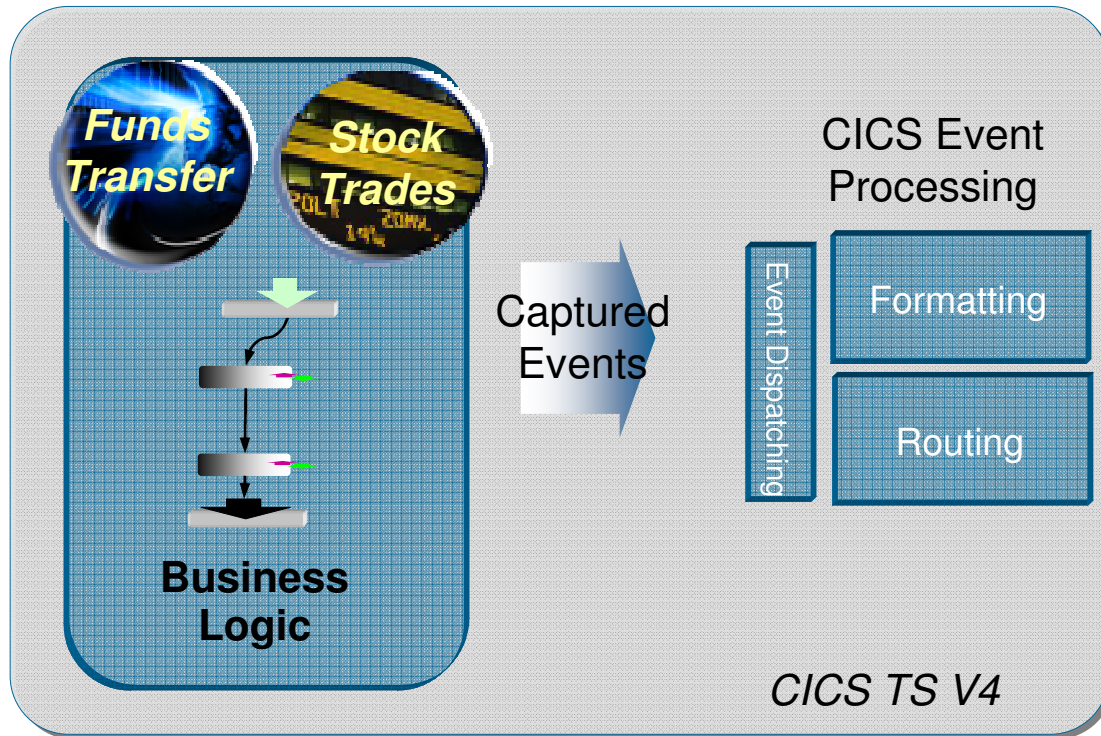 Funds
Transfer
Stock
Trades
Business
Logic
Captured
Events
CICS Event
Processing
Event Dispatching
Formatting
Routing
CICS TS V4